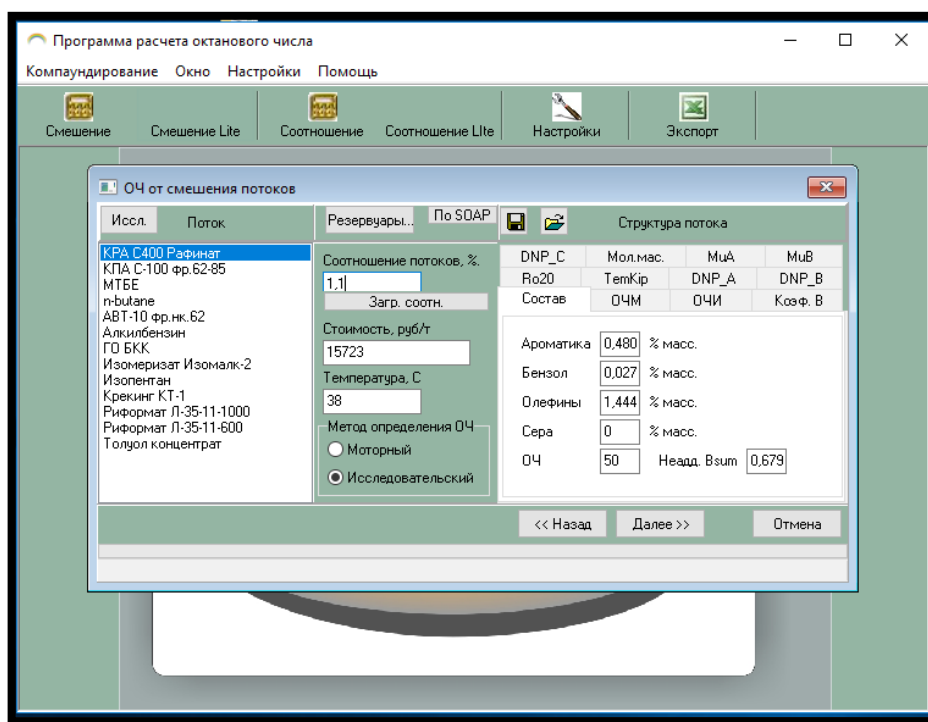 Программа расчета октанового числа
Компаундирование Окно Настройки Помощь
Смешение Смешение Lite Соотношение Соотношение LIte Настройки Экспорт
ОЧ от смешения потоков
Иссл. Поток
КРА С400 Рафинат
КПА С-100 фр.62-85
МТБЕ
n-butane
АВТ-10 фр.нк.62
Алкилбензин
ГО БКК
Изомеризат Изомалк-2
Изопентан
Крекинг КТ-1
Риформат Л-35-11-1000
Риформат Л-35-11-600
Толуол концентрат
Резервуары... По SOAP
Соотношение потоков, %.
1,1
Загр. соотн.
Стоимость, руб/т
15723
Температура, С
38
Метод определения ОЧ
Моторный
Исследовательский
Структура потока
DNP_C Мол.мас. MuA MuB
Ro20 TemKip DNP_A DNP_B
Состав ОЧМ ОЧИ Коэф. В
Ароматика 0,480 % масс.
Бензол 0,027 % масс.
Олефины 1,444 % масс.
Сера 0 % масс.
ОЧ 50 Неадд. Bsum 0,679
<< Назад Далее >> Отмена